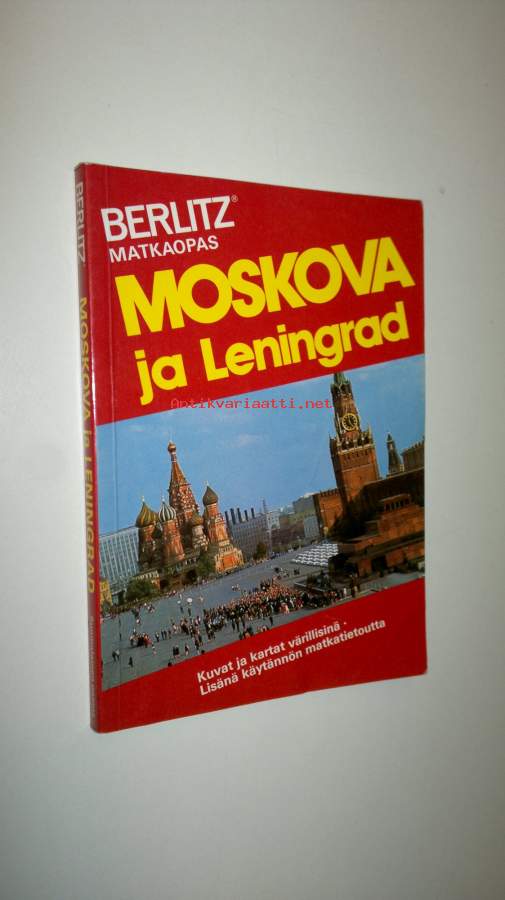 BERLITZ®
MATKAOPAS
MOSKOVA
ja Leningrad
Antikvariaatti.net
Kuvat ja kartat värillisinä ·
Lisänä käytännön matkatietoutta
BERLITZ MOSKOVA ja LENINGRAD